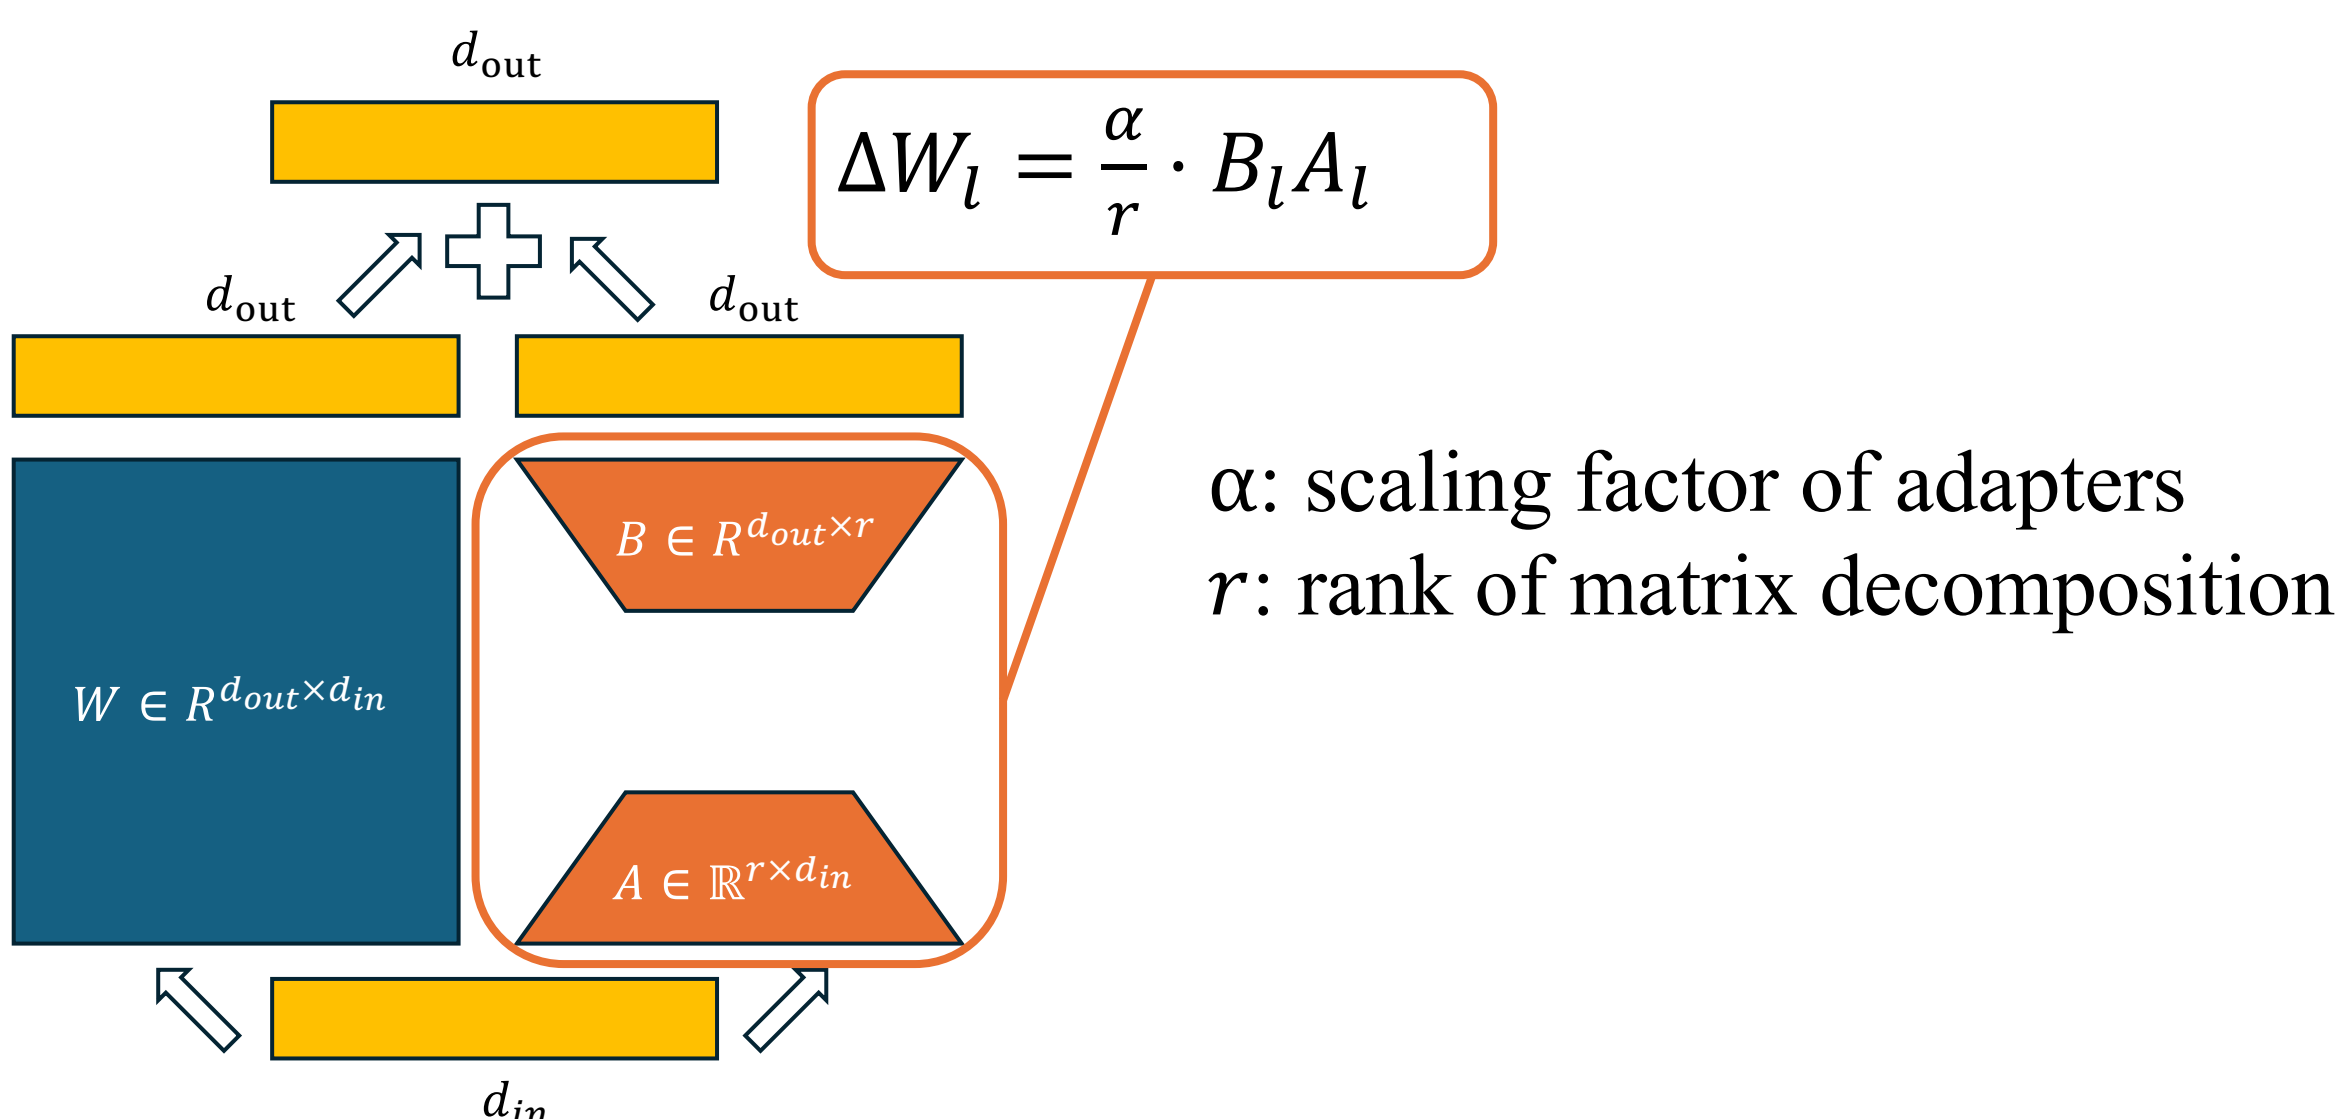 d_out
ΔW_l = α/r · B_l A_l
d_out
d_out
α: scaling factor of adapters
r: rank of matrix decomposition
B ∈ R^{d_out×r}
W ∈ R^{d_out×d_in}
A ∈ ℝ^{r×d_in}
d_in